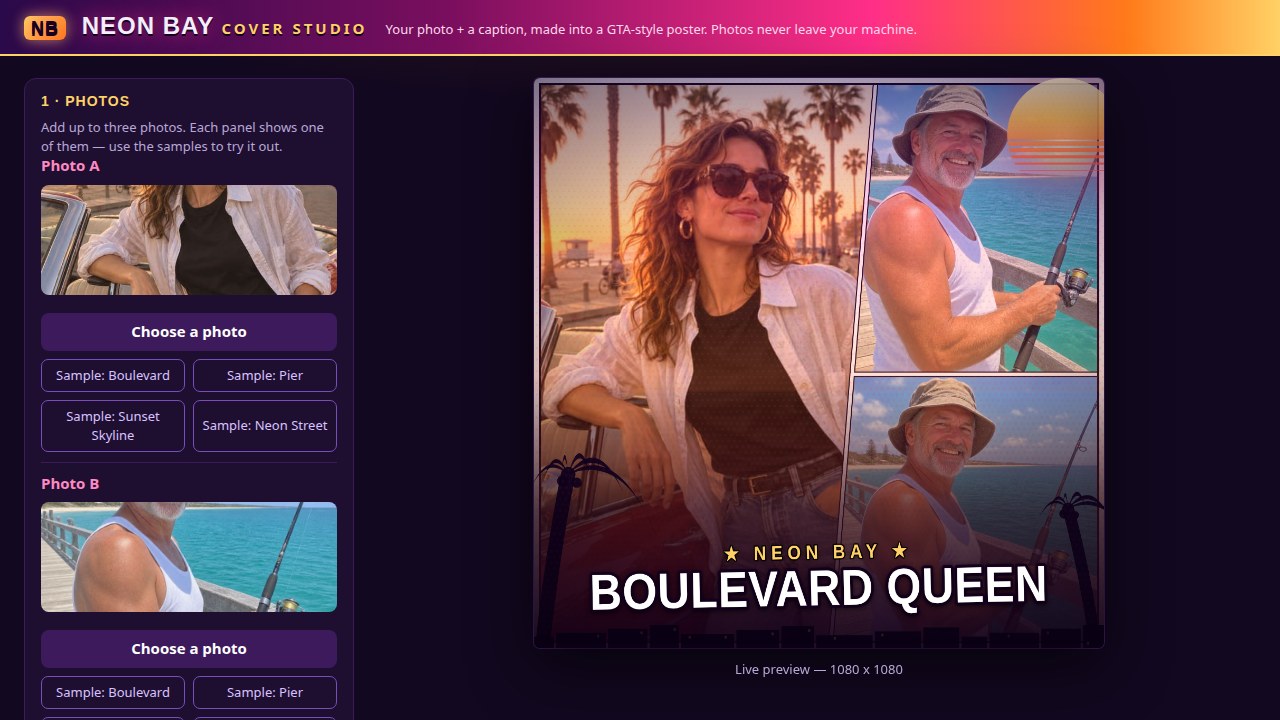 NB NEON BAY COVER STUDIO Your photo + a caption, made into a GTA-style poster. Photos never leave your machine.
1 · PHOTOS
Add up to three photos. Each panel shows one
of them — use the samples to try it out.
Photo A
Choose a photo
Sample: Boulevard
Sample: Pier
Sample: Sunset
Skyline
Sample: Neon Street
Photo B
Choose a photo
Sample: Boulevard
Sample: Pier
★ NEON BAY ★
BOULEVARD QUEEN
Live preview — 1080 x 1080